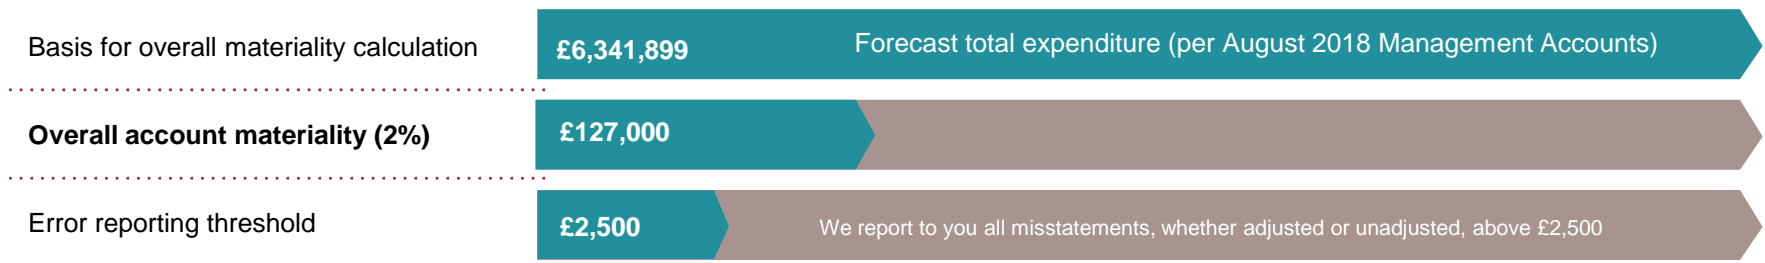 Basis for overall materiality calculation
£6,341,899
Forecast total expenditure (per August 2018 Management Accounts)
Overall account materiality (2%)
£127,000
Error reporting threshold
£2,500
We report to you all misstatements, whether adjusted or unadjusted, above £2,500